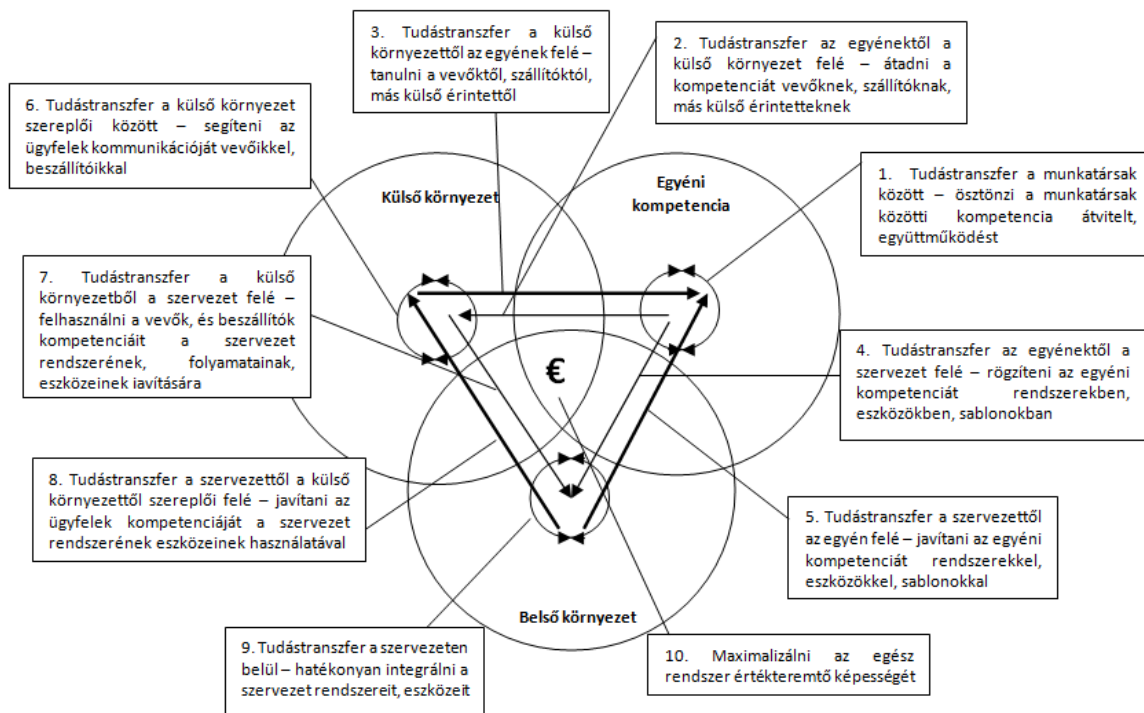 3. Tudástranszfer a külső
környezettől az egyének felé –
tanulni a vevőktől, szállítóktól,
más külső érintettől
2. Tudástranszfer az egyénektől a
külső környezet felé – átadni a
kompetenciát vevőknek, szállítóknak,
más külső érintetteknek
6. Tudástranszfer a külső környezet
szereplői között – segíteni az
ügyfelek kommunikációját vevőikkel,
beszállítóikkal
Külső környezet
Egyéni
kompetencia
1. Tudástranszfer a munkatársak
között – ösztönzi a munkatársak
közötti kompetencia átvitelt,
együttműködést
7. Tudástranszfer a külső
környezetből a szervezet felé –
felhasználni a vevők, és beszállítók
kompetenciáit a szervezet
rendszerének, folyamatainak,
eszközeinek iavítására
€
4. Tudástranszfer az egyénektől a
szervezet felé – rögzíteni az egyéni
kompetenciát rendszerekben,
eszközökben, sablonokban
8. Tudástranszfer a szervezettől a külső
környezettől szereplői felé – javítani az
ügyfelek kompetenciáját a szervezet
rendszerének eszközeinek használatával
5. Tudástranszfer a szervezettől
az egyén felé – javítani az egyéni
kompetenciát rendszerekkel,
eszközökkel, sablonokkal
Belső környezet
9. Tudástranszfer a szervezeten
belül – hatékonyan integrálni a
szervezet rendszereit, eszközeit
10. Maximalizálni az egész
rendszer értékteremtő képességét